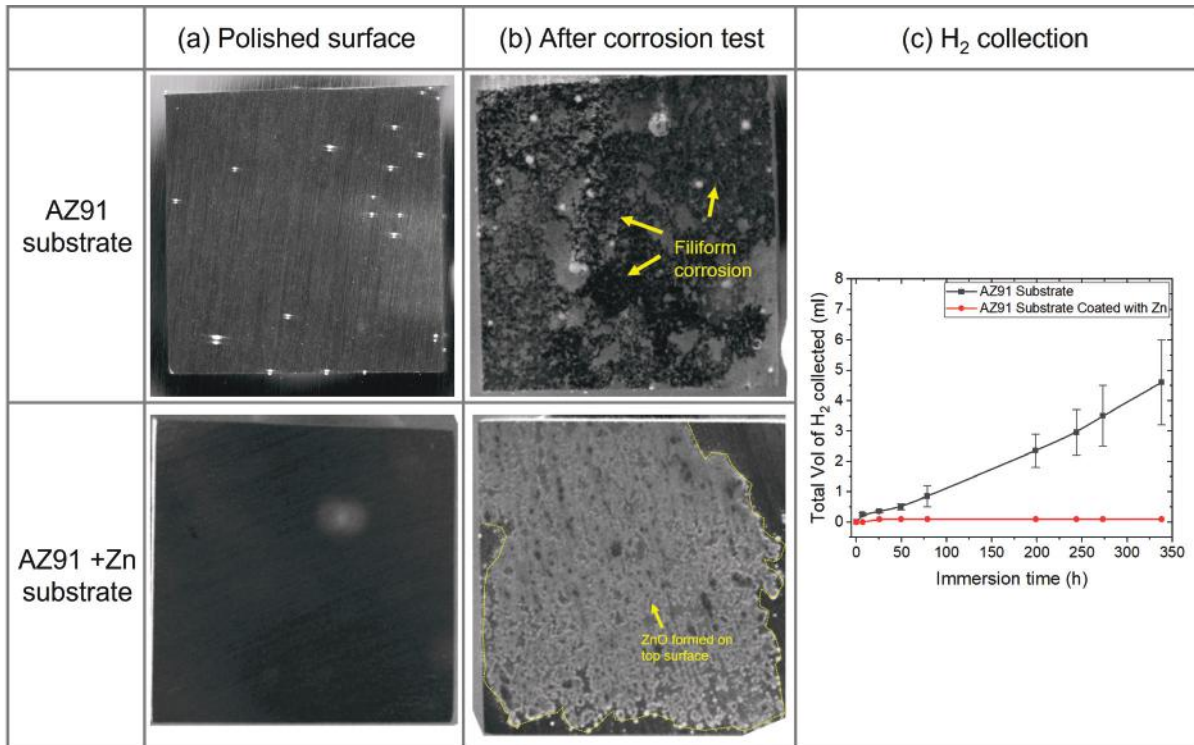 (a) Polished surface
(b) After corrosion test
(c) H₂ collection
AZ91
substrate
Filiform
corrosion
AZ91 +Zn
substrate
ZnO formed on
top surface
AZ91 Substrate
AZ91 Substrate Coated with Zn
Total Vol of H₂ collected (ml)
8
7
6
5
4
3
2
1
0
0 50 100 150 200 250 300 350
Immersion time (h)